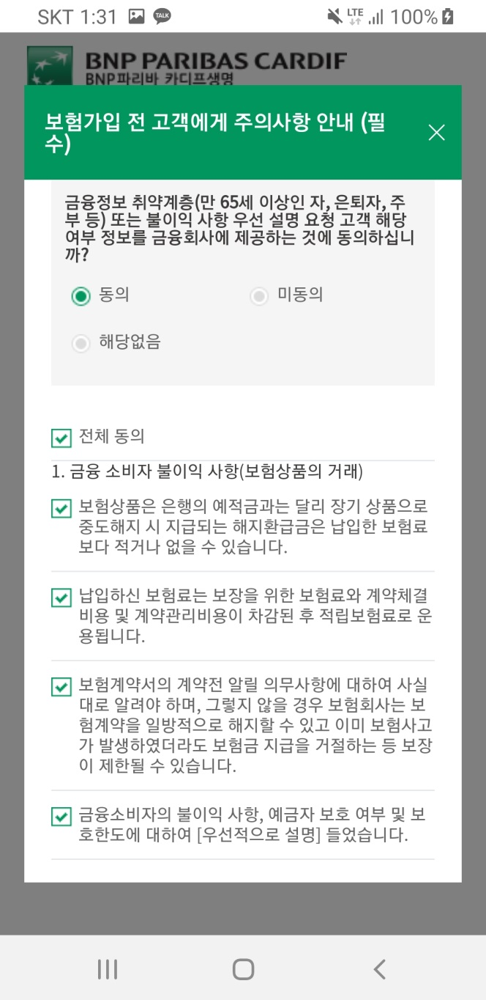 SKT 1:31 TALK LTE 100%
BNP PARIBAS CARDIF
BNP파리바 카디프생명
보험가입 전 고객에게 주의사항 안내 (필
수)
금융정보 취약계층(만 65세 이상인 자, 은퇴자, 주
부 등) 또는 불이익 사항 우선 설명 요청 고객 해당
여부 정보를 금융회사에 제공하는 것에 동의하십니
까?
동의 미동의
해당없음
전체 동의
1. 금융 소비자 불이익 사항(보험상품의 거래)
보험상품은 은행의 예적금과는 달리 장기 상품으로
중도해지 시 지급되는 해지환급금은 납입한 보험료
보다 적거나 없을 수 있습니다.
납입하신 보험료는 보장을 위한 보험료와 계약체결
비용 및 계약관리비용이 차감된 후 적립보험료로 운
용됩니다.
보험계약서의 계약전 알릴 의무사항에 대하여 사실
대로 알려야 하며, 그렇지 않을 경우 보험회사는 보
험계약을 일방적으로 해지할 수 있고 이미 보험사고
가 발생하였더라도 보험금 지급을 거절하는 등 보장
이 제한될 수 있습니다.
금융소비자의 불이익 사항, 예금자 보호 여부 및 보
호한도에 대하여 [우선적으로 설명] 들었습니다.